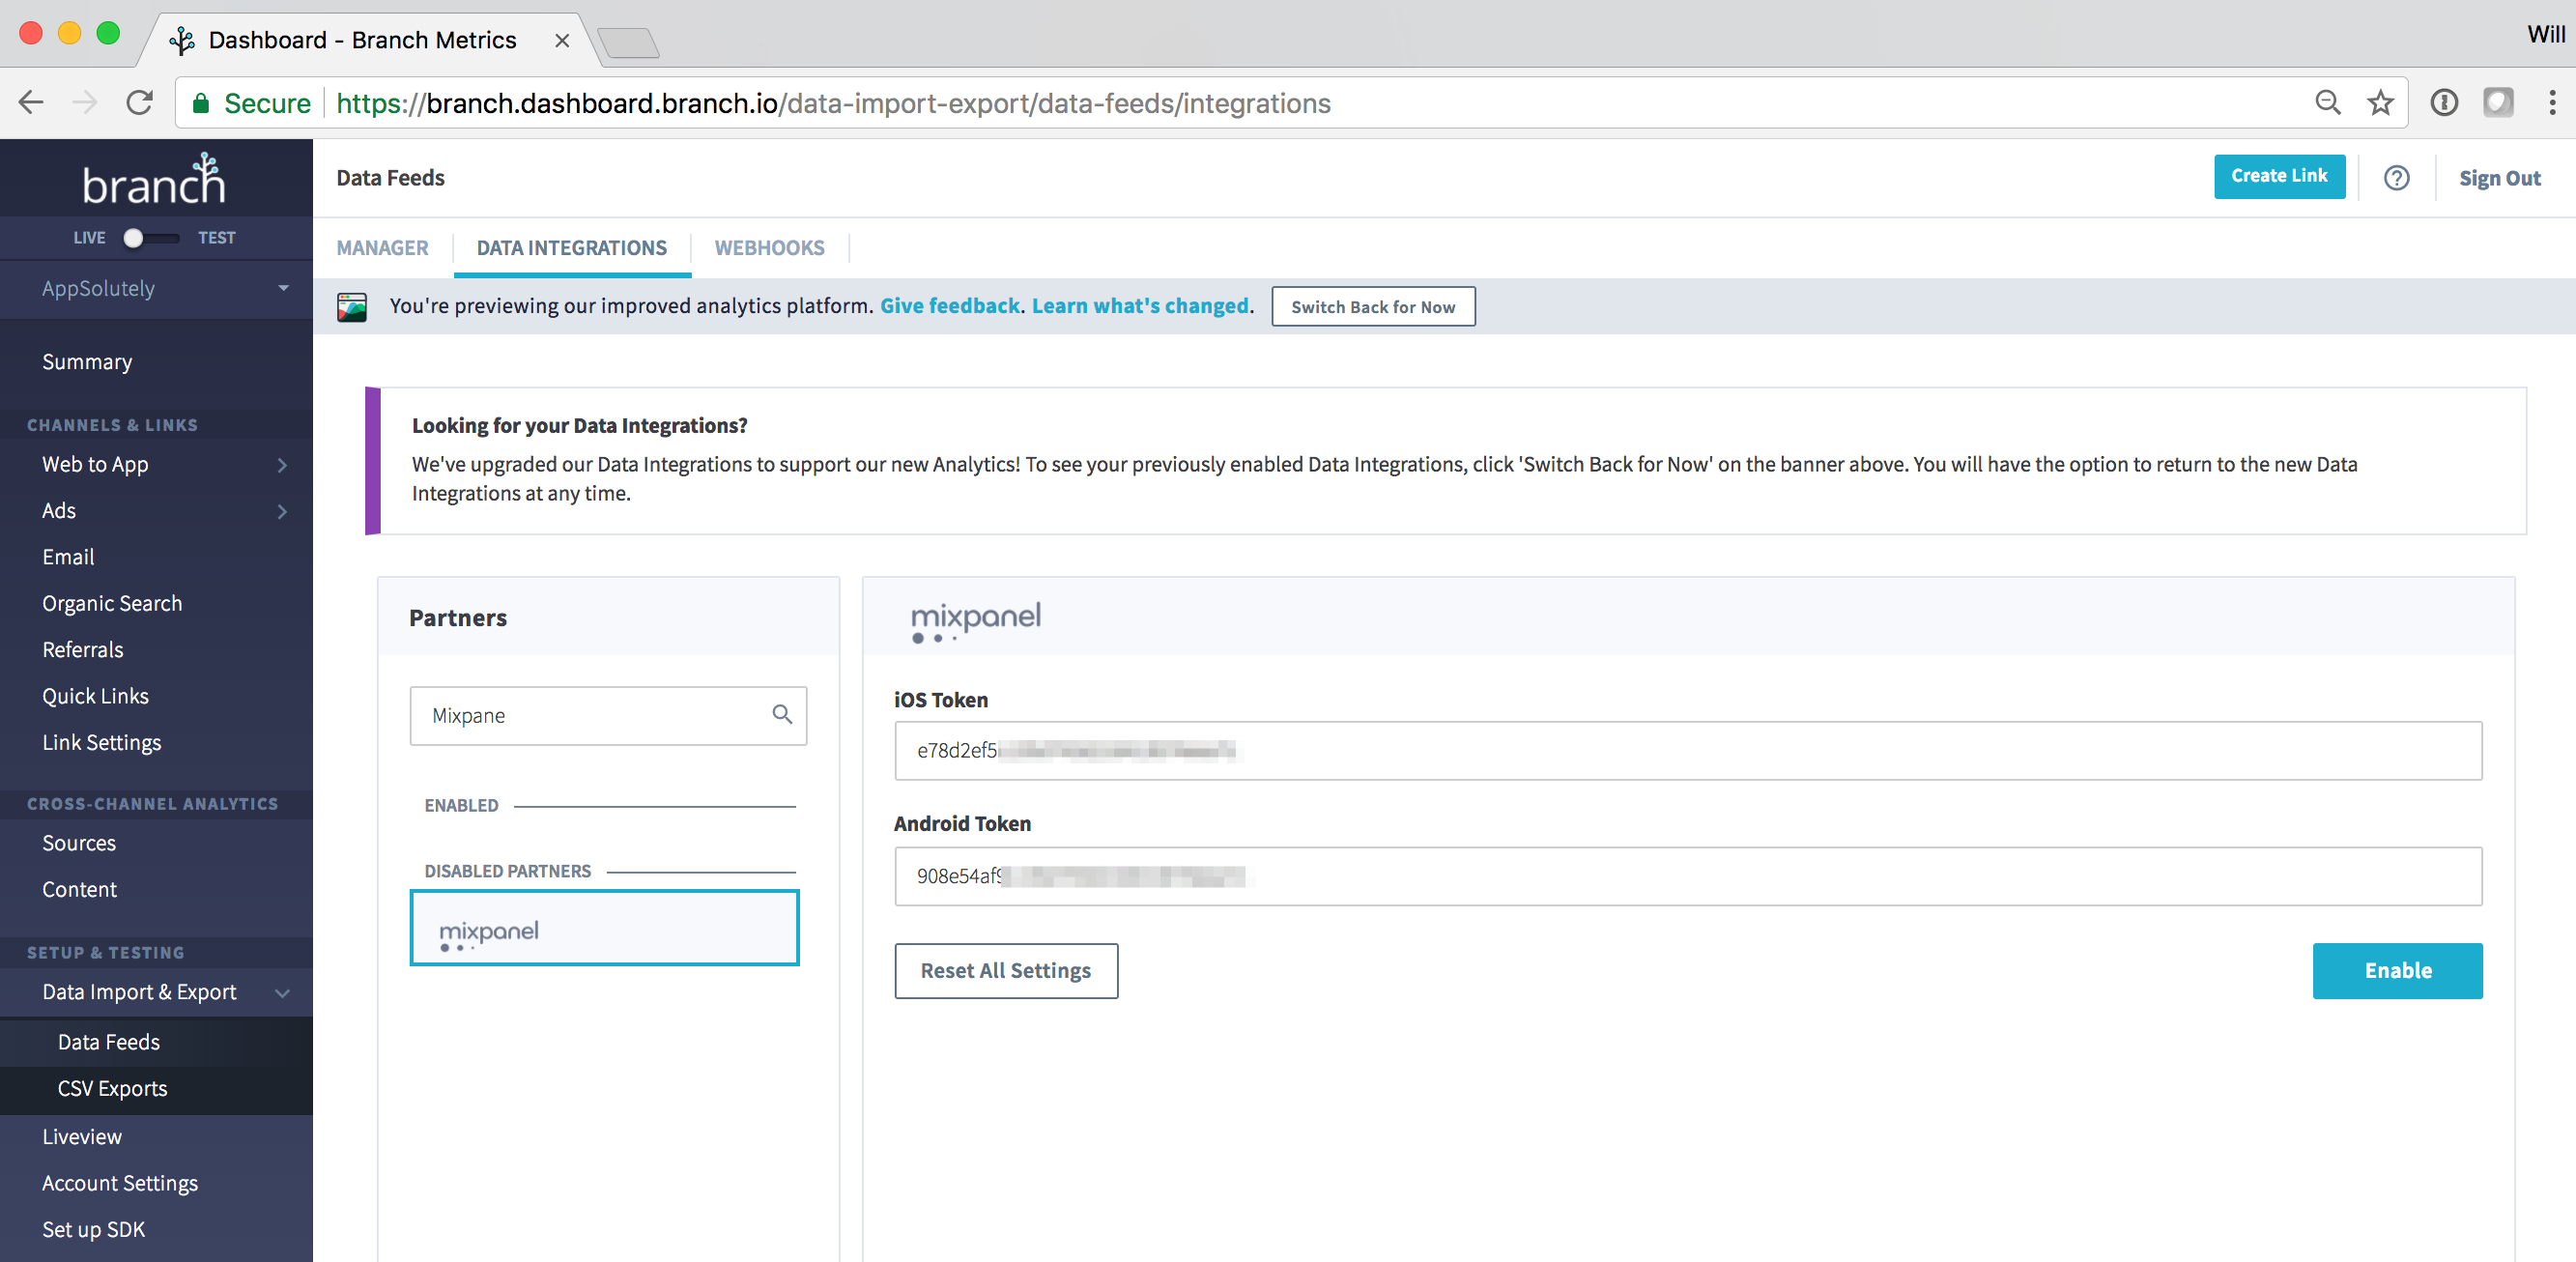 Dashboard - Branch Metrics
Will
Secure
https://branch.dashboard.branch.io/data-import-export/data-feeds/integrations
branch
LIVE TEST
AppSolutely
Summary
CHANNELS & LINKS
Web to App
Ads
Email
Organic Search
Referrals
Quick Links
Link Settings
CROSS-CHANNEL ANALYTICS
Sources
Content
SETUP & TESTING
Data Import & Export
Data Feeds
CSV Exports
Liveview
Account Settings
Set up SDK
Data Feeds
Create Link
Sign Out
MANAGER
DATA INTEGRATIONS
WEBHOOKS
You're previewing our improved analytics platform. Give feedback. Learn what's changed.
Switch Back for Now
Looking for your Data Integrations?
We've upgraded our Data Integrations to support our new Analytics! To see your previously enabled Data Integrations, click 'Switch Back for Now' on the banner above. You will have the option to return to the new Data
Integrations at any time.
Partners
Mixpane
ENABLED
DISABLED PARTNERS
mixpanel
mixpanel
iOS Token
e78d2ef5
Android Token
908e54af9
Reset All Settings
Enable